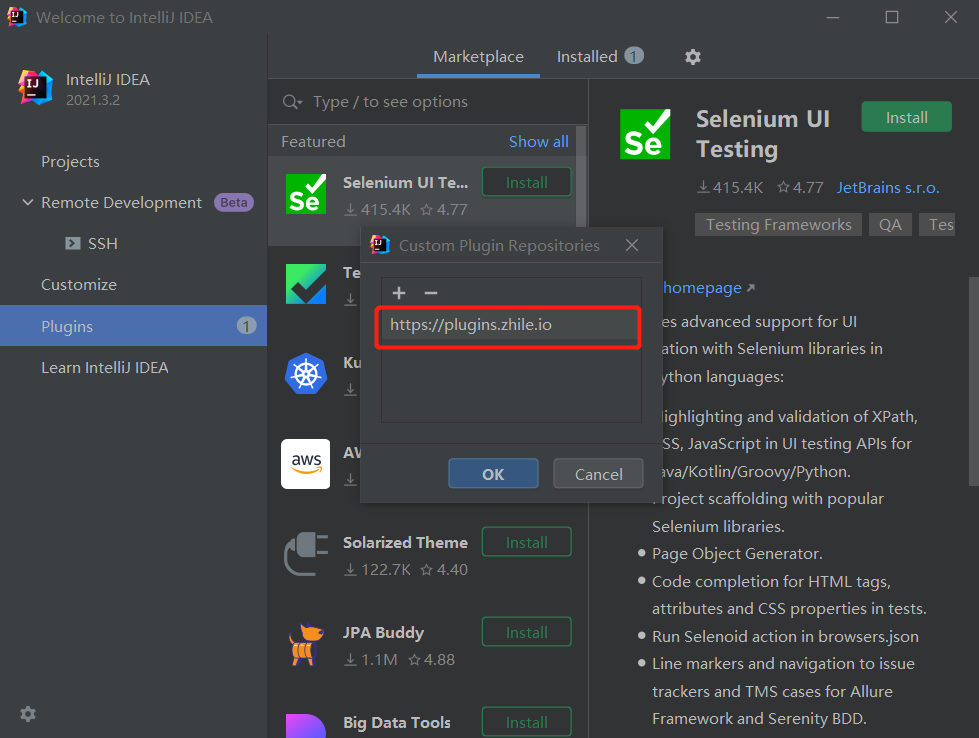 Welcome to IntelliJ IDEA
IntelliJ IDEA
2021.3.2
Projects
Remote Development Beta
SSH
Customize
Plugins 1
Learn IntelliJ IDEA
Marketplace Installed 1
Type / to see options
Featured Show all
Selenium UI Te... Install
415.4K 4.77
Te
Ku
aws
AW
Solarized Theme Install
122.7K 4.40
JPA Buddy Install
1.1M 4.88
Big Data Tools Install
Custom Plugin Repositories
https://plugins.zhile.io
OK Cancel
Se
Selenium UI
Testing
Install
415.4K 4.77 JetBrains s.r.o.
Testing Frameworks QA Tes
homepage
es advanced support for UI
ation with Selenium libraries in
ython languages:
ighlighting and validation of XPath,
SS, JavaScript in UI testing APIs for
ava/Kotlin/Groovy/Python.
roject scaffolding with popular
Selenium libraries.
Page Object Generator.
Code completion for HTML tags,
attributes and CSS properties in tests.
Run Selenoid action in browsers.json
Line markers and navigation to issue
trackers and TMS cases for Allure
Framework and Serenity BDD.